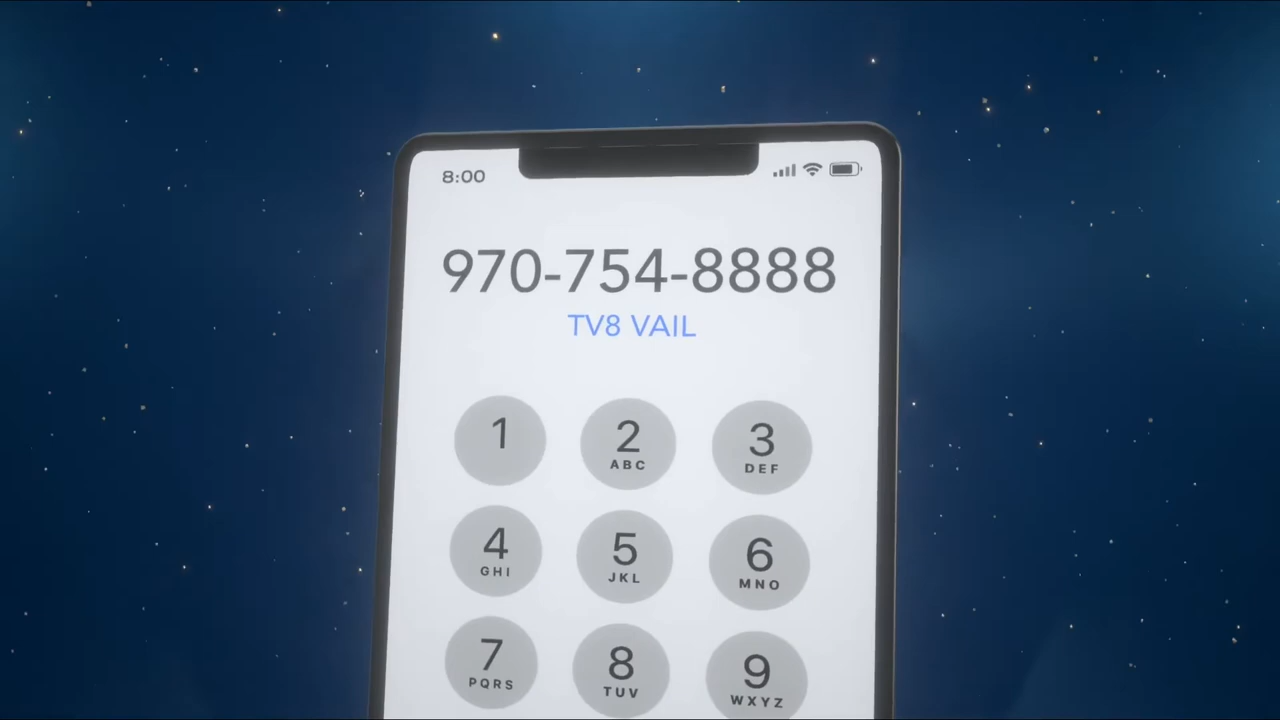 8:00
970-754-8888
TV8 VAIL
1
2
3
ABC
DEF
4
5
6
GHI
JKL
MNO
7
8
9
PQRS
TUV
WXYZ